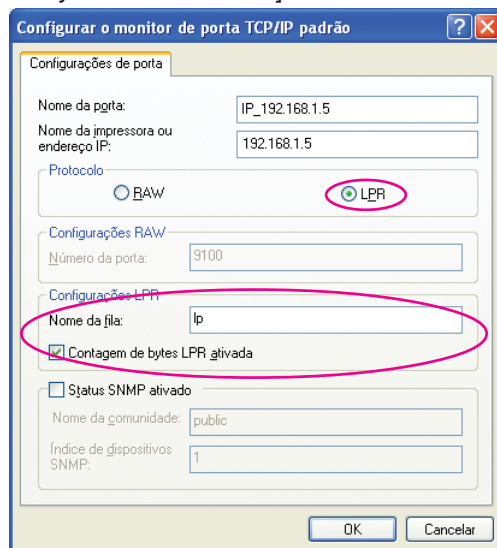 Configurar o monitor de porta TCP/IP padrão
Configurações de porta
Nome da porta:
IP_192.168.1.5
Nome da impressora ou
endereço IP:
192.168.1.5
Protocolo
RAW
LPR
Configurações RAW
Número da porta:
9100
Configurações LPR
Nome da fila:
lp
Contagem de bytes LPR ativada
Status SNMP ativado
Nome da comunidade:
public
Índice de dispositivos
SNMP:
1
OK
Cancelar